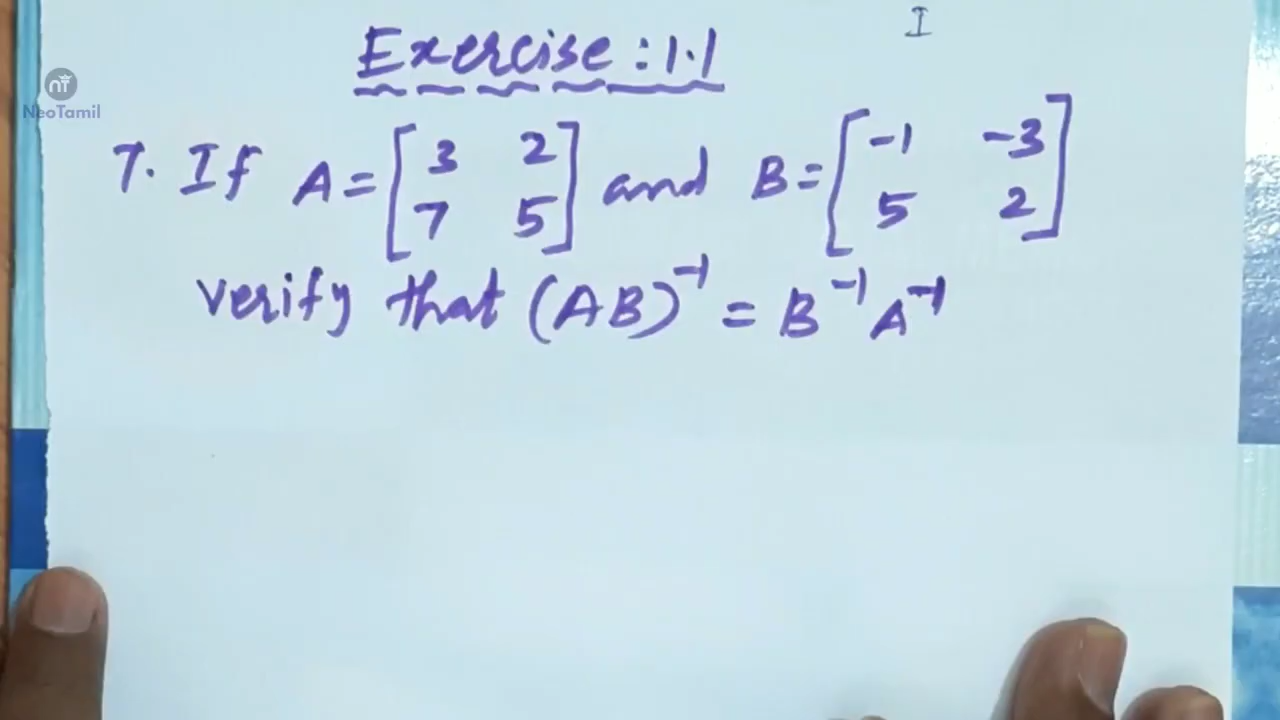 Exercise : 1.1
I
nT
NeoTamil
7. If A = [3 2; 7 5] and B = [-1 -3; 5 2]
verify that (AB)⁻¹ = B⁻¹ A⁻¹